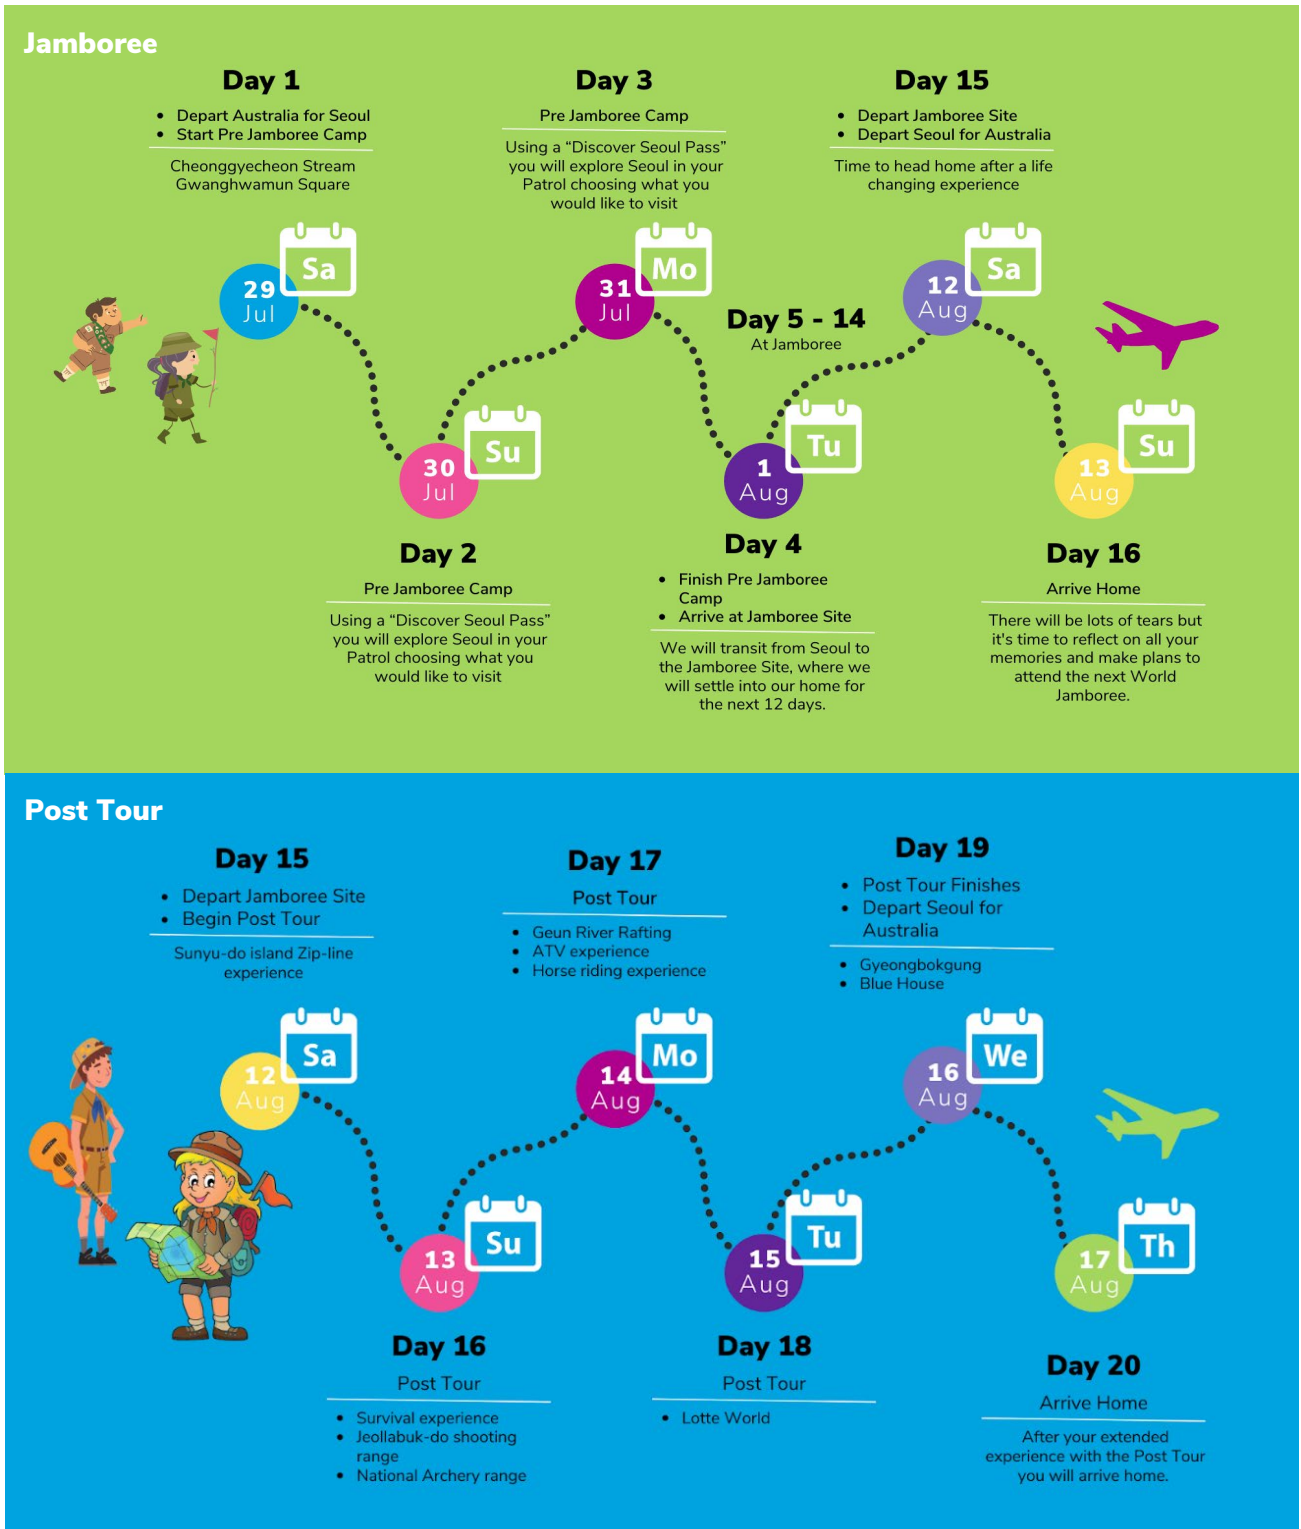 Jamboree
Day 1
• Depart Australia for Seoul
• Start Pre Jamboree Camp
Cheonggyecheon Stream
Gwanghwamun Square
Day 3
Pre Jamboree Camp
Using a “Discover Seoul Pass”
you will explore Seoul in your
Patrol choosing what you
would like to visit
Day 15
• Depart Jamboree Site
• Depart Seoul for Australia
Time to head home after a life
changing experience
29
Jul
Sa
31
Jul
Mo
Day 5 - 14
At Jamboree
12
Aug
Sa
30
Jul
Su
1
Aug
Tu
13
Aug
Su
Day 2
Pre Jamboree Camp
Using a “Discover Seoul Pass”
you will explore Seoul in your
Patrol choosing what you
would like to visit
Day 4
• Finish Pre Jamboree
Camp
• Arrive at Jamboree Site
We will transit from Seoul to
the Jamboree Site, where we
will settle into our home for
the next 12 days.
Day 16
Arrive Home
There will be lots of tears but
it's time to reflect on all your
memories and make plans to
attend the next World
Jamboree.
Post Tour
Day 15
• Depart Jamboree Site
• Begin Post Tour
Sunyu-do island Zip-line
experience
Day 17
Post Tour
• Geun River Rafting
• ATV experience
• Horse riding experience
Day 19
• Post Tour Finishes
• Depart Seoul for
Australia
• Gyeongbokgung
• Blue House
12
Aug
Sa
14
Aug
Mo
16
Aug
We
13
Aug
Su
15
Aug
Tu
17
Aug
Th
Day 16
Post Tour
• Survival experience
• Jeollabuk-do shooting
range
• National Archery range
Day 18
Post Tour
• Lotte World
Day 20
Arrive Home
After your extended
experience with the Post Tour
you will arrive home.